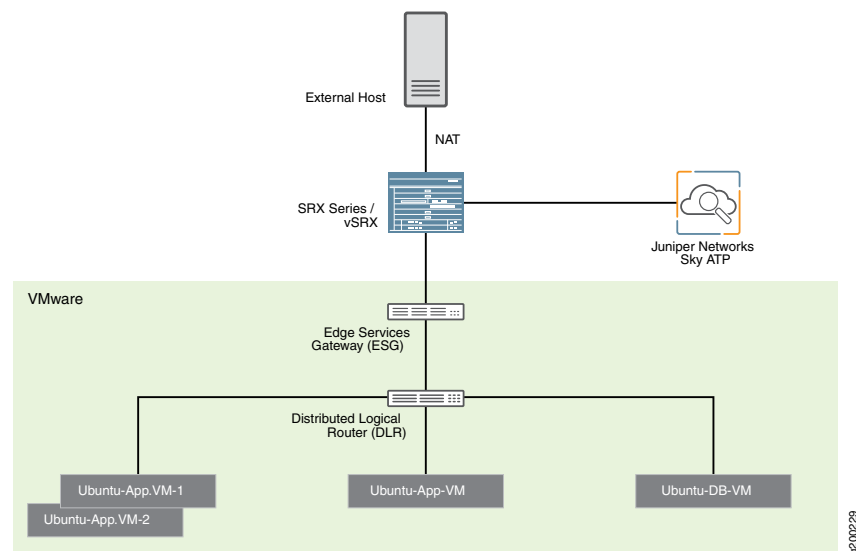 External Host
NAT
SRX Series /
vSRX
Juniper Networks
Sky ATP
VMware
Edge Services
Gateway (ESG)
Distributed Logical
Router (DLR)
Ubuntu-App.VM-1
Ubuntu-App.VM-2
Ubuntu-App-VM
Ubuntu-DB-VM